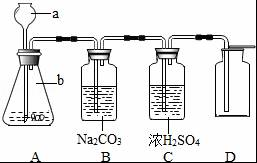 a
b
Na₂CO₃ 浓H₂SO₄
A B C D